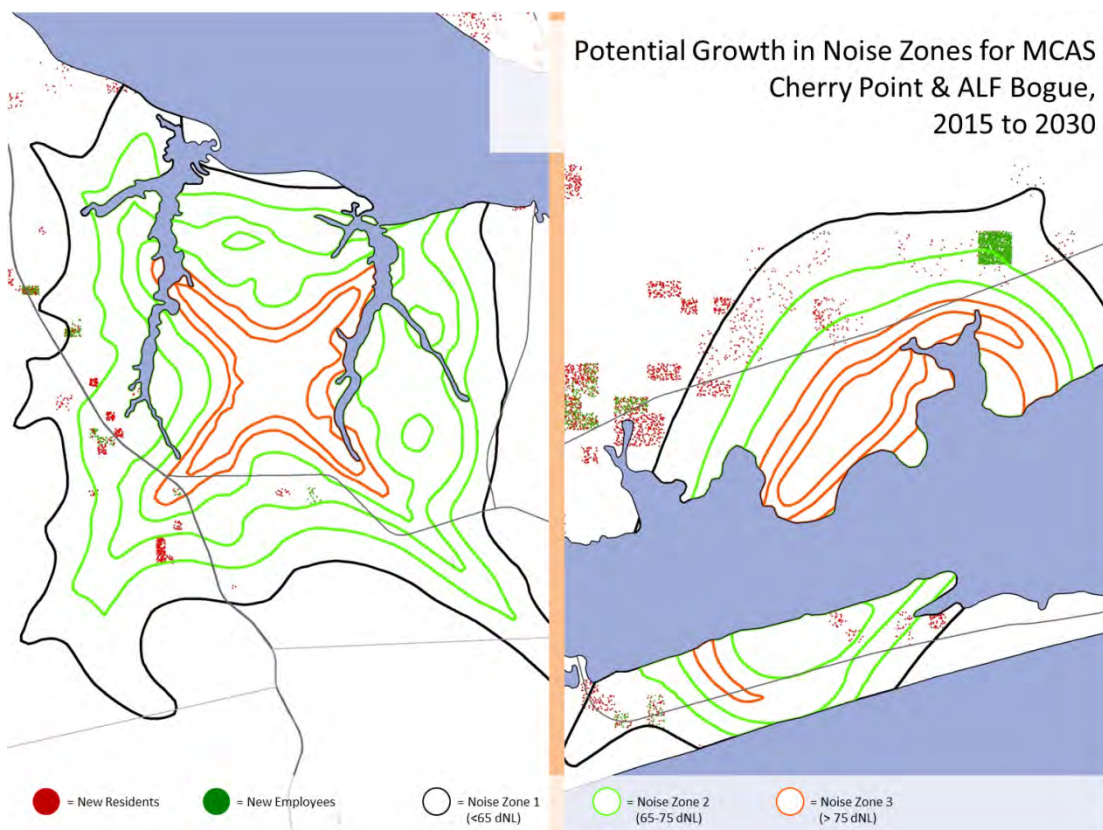 Potential Growth in Noise Zones for MCAS
Cherry Point & ALF Bogue,
2015 to 2030
= New Residents
= New Employees
= Noise Zone 1
(<65 dNL)
= Noise Zone 2
(65-75 dNL)
= Noise Zone 3
(> 75 dNL)